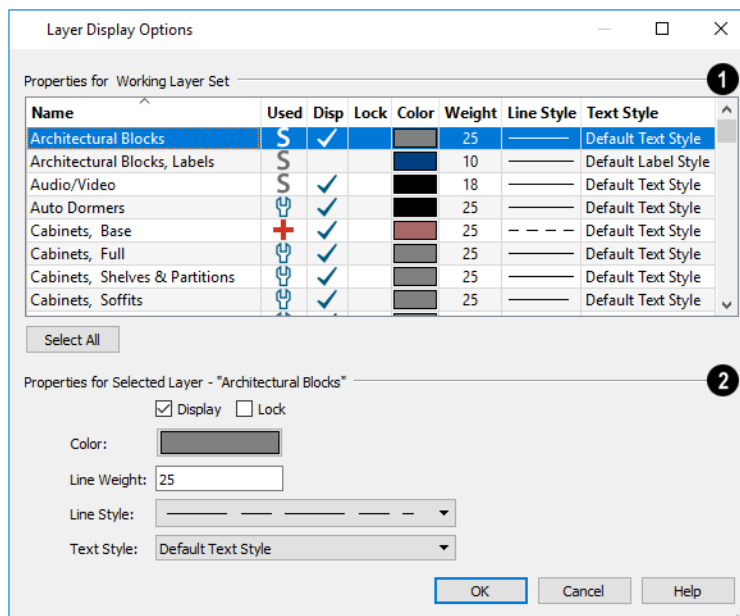 Layer Display Options
Properties for Working Layer Set 1
Name Used Disp Lock Color Weight Line Style Text Style
Architectural Blocks S 25 Default Text Style
Architectural Blocks, Labels S 10 Default Label Style
Audio/Video S 18 Default Text Style
Auto Dormers 25 Default Text Style
Cabinets, Base 25 Default Text Style
Cabinets, Full 25 Default Text Style
Cabinets, Shelves & Partitions 25 Default Text Style
Cabinets, Soffits 25 Default Text Style
Select All
Properties for Selected Layer - "Architectural Blocks" 2
Display Lock
Color:
Line Weight: 25
Line Style:
Text Style: Default Text Style
OK Cancel Help